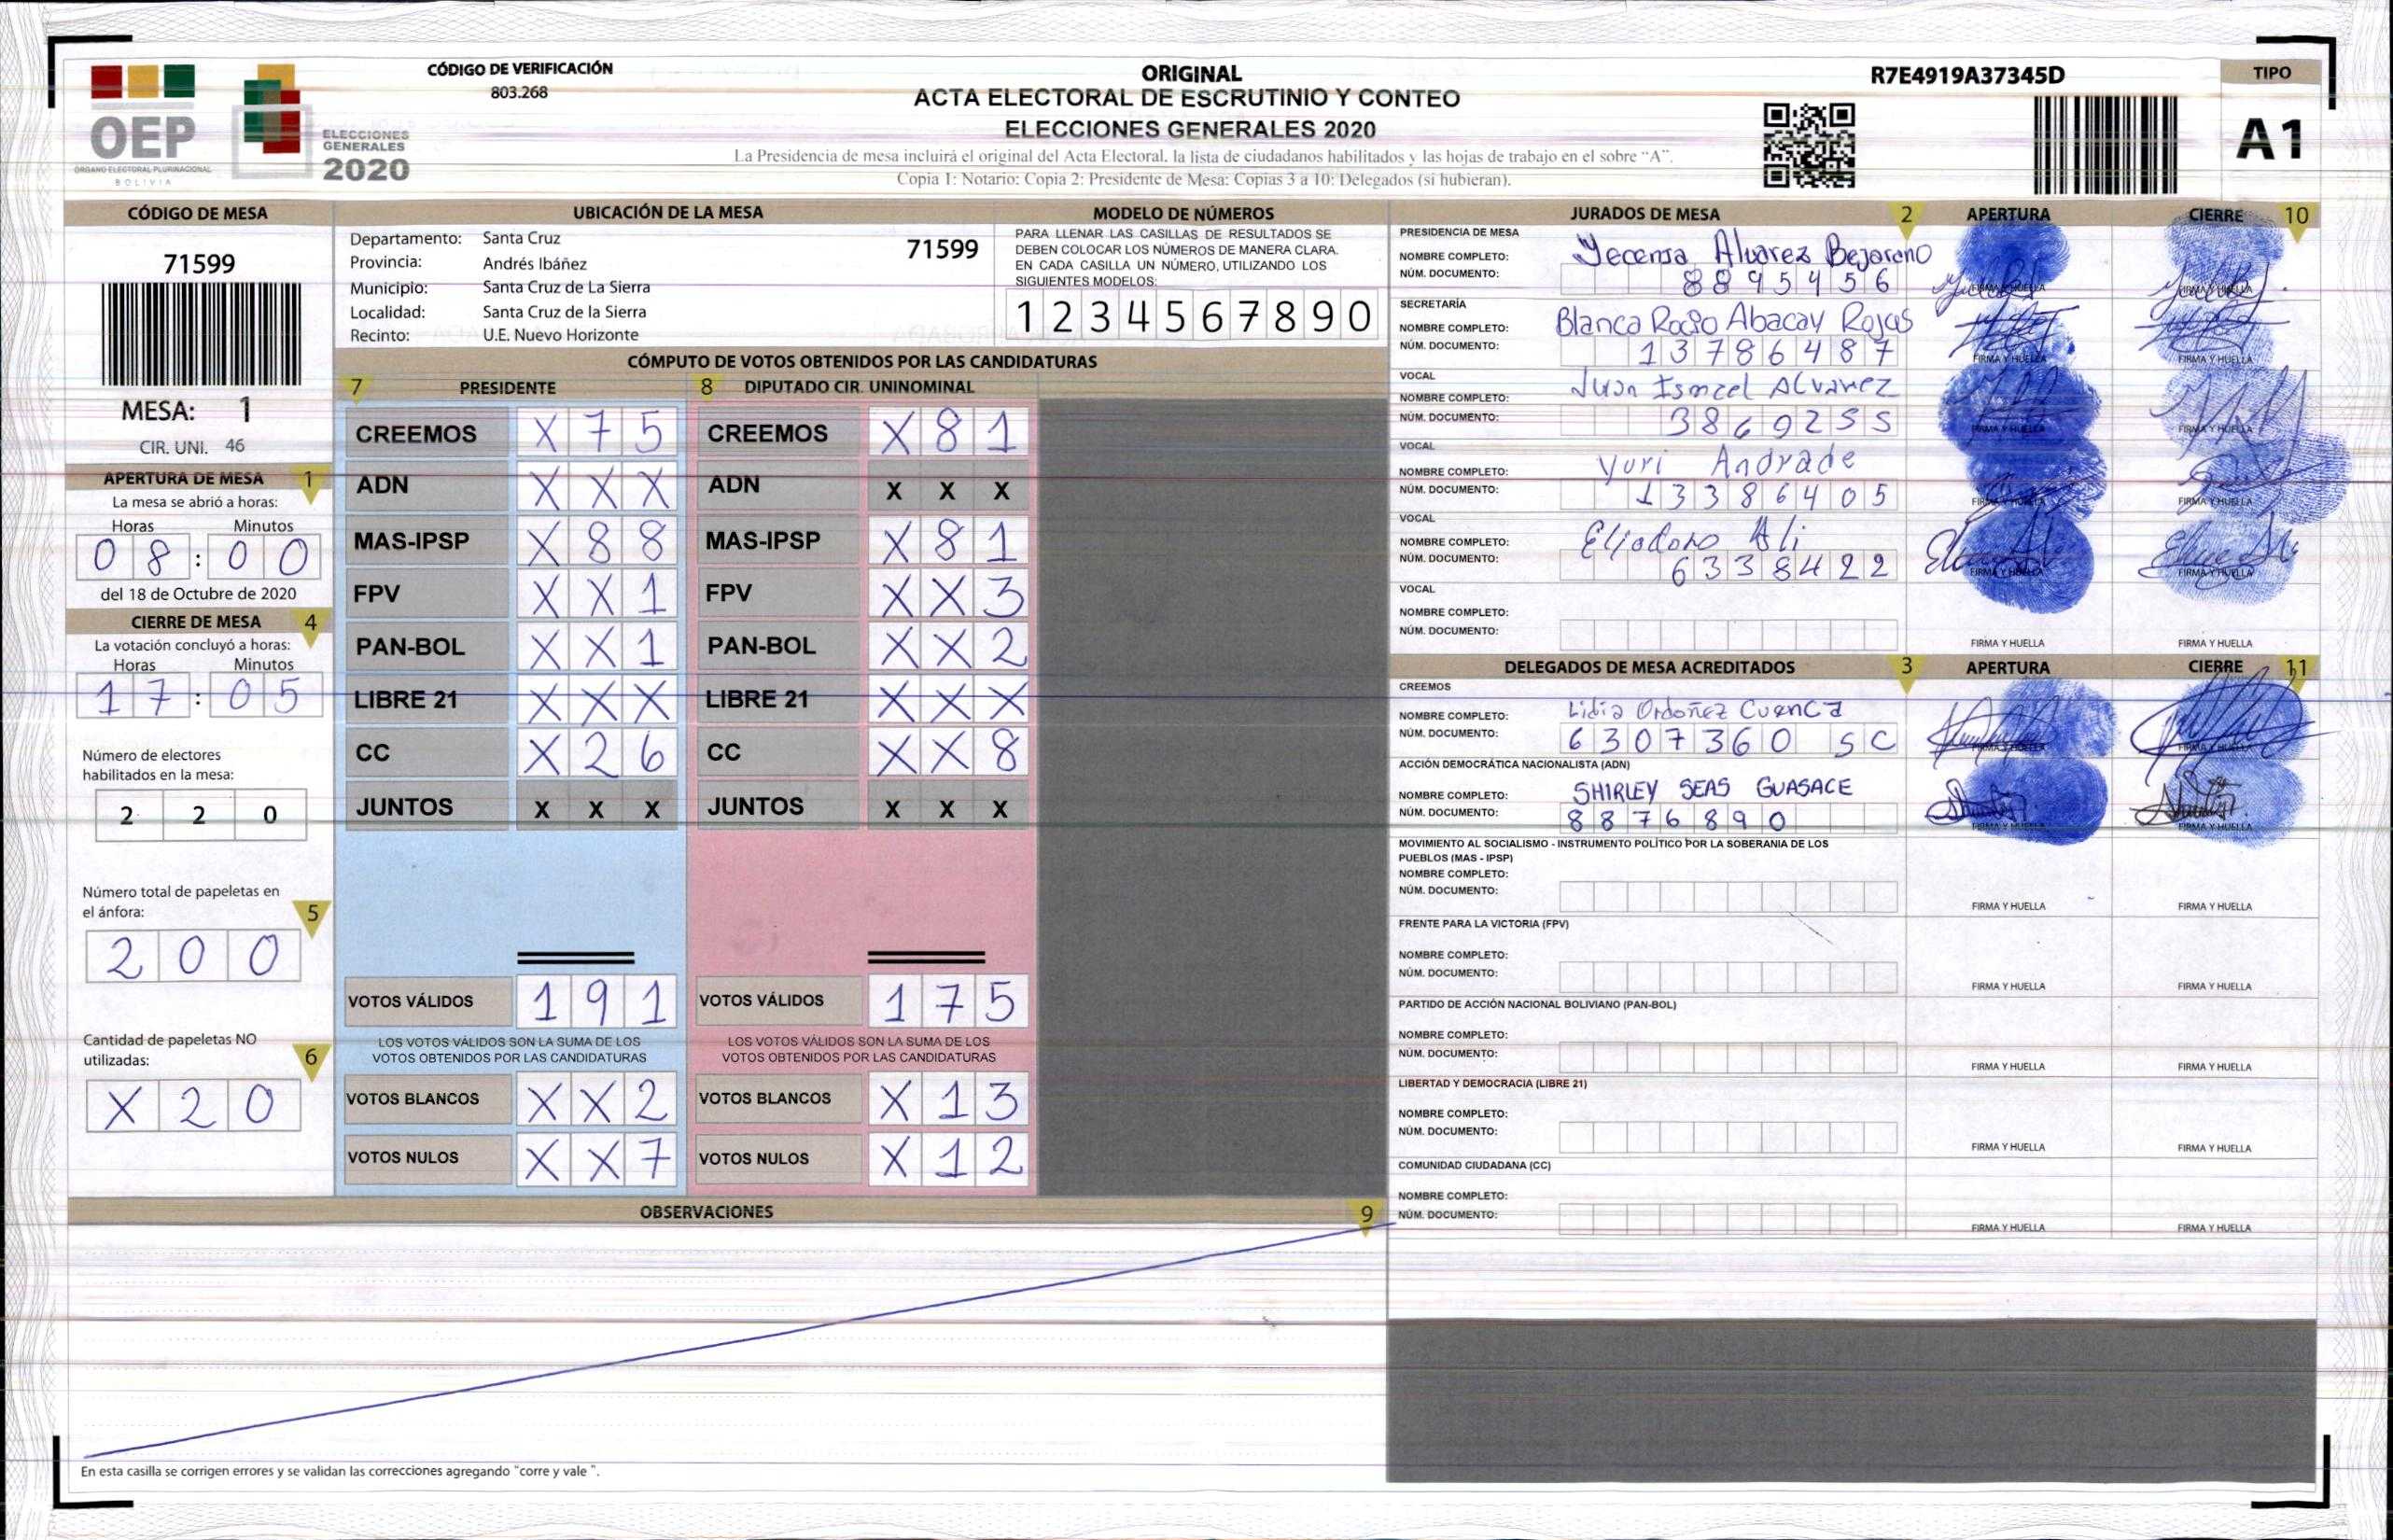 CÓDIGO DE VERIFICACIÓN
803.268
ORIGINAL
ACTA ELECTORAL DE ESCRUTINIO Y CONTEO
ELECCIONES GENERALES 2020
La Presidencia de mesa incluirá el original del Acta Electoral, la lista de ciudadanos habilitados y las hojas de trabajo en el sobre "A".
Copia 1: Notario: Copia 2: Presidente de Mesa: Copias 3 a 10: Delegados (si hubieran).
R7E4919A37345D
TIPO
A1
OEP
ÓRGANO ELECTORAL PLURINACIONAL
BOLIVIA
ELECCIONES
GENERALES
2020
CÓDIGO DE MESA
71599
MESA: 1
CIR. UNI. 46
APERTURA DE MESA 1
La mesa se abrió a horas:
Horas Minutos
08:00
del 18 de Octubre de 2020
CIERRE DE MESA 4
La votación concluyó a horas:
Horas Minutos
17:05
Número de electores
habilitados en la mesa:
2 2 0
Número total de papeletas en
el ánfora: 5
2 0 0
Cantidad de papeletas NO
utilizadas: 6
X 2 0
UBICACIÓN DE LA MESA
Departamento: Santa Cruz 71599
Provincia: Andrés Ibáñez
Municipio: Santa Cruz de La Sierra
Localidad: Santa Cruz de la Sierra
Recinto: U.E. Nuevo Horizonte
MODELO DE NÚMEROS
PARA LLENAR LAS CASILLAS DE RESULTADOS SE
DEBEN COLOCAR LOS NÚMEROS DE MANERA CLARA.
EN CADA CASILLA UN NÚMERO, UTILIZANDO LOS
SIGUIENTES MODELOS:
1 2 3 4 5 6 7 8 9 0
CÓMPUTO DE VOTOS OBTENIDOS POR LAS CANDIDATURAS
7 PRESIDENTE 8 DIPUTADO CIR. UNINOMINAL
CREEMOS X 7 5 CREEMOS X 8 1
ADN X X X ADN X X X
MAS-IPSP X 8 8 MAS-IPSP X 8 1
FPV X X 1 FPV X X 3
PAN-BOL X X 1 PAN-BOL X X 2
LIBRE 21 X X X LIBRE 21 X X X
CC X 2 6 CC X X 8
JUNTOS X X X JUNTOS X X X
VOTOS VÁLIDOS 1 9 1 VOTOS VÁLIDOS 1 7 5
LOS VOTOS VÁLIDOS SON LA SUMA DE LOS LOS VOTOS VÁLIDOS SON LA SUMA DE LOS
VOTOS OBTENIDOS POR LAS CANDIDATURAS VOTOS OBTENIDOS POR LAS CANDIDATURAS
VOTOS BLANCOS X X 2 VOTOS BLANCOS X 1 3
VOTOS NULOS X X 7 VOTOS NULOS X 1 2
OBSERVACIONES 9
En esta casilla se corrigen errores y se validan las correcciones agregando "corre y vale ".
JURADOS DE MESA 2 APERTURA CIERRE 10
PRESIDENCIA DE MESA
NOMBRE COMPLETO: Alvarez Bejarano
NÚM. DOCUMENTO: 8895456
FIRMA Y HUELLA FIRMA Y HUELLA
SECRETARÍA
NOMBRE COMPLETO: Blanca Rocio Abacay Rojas
NÚM. DOCUMENTO: 13786487
FIRMA Y HUELLA FIRMA Y HUELLA
VOCAL
NOMBRE COMPLETO: Juan Ismael Alvarez
NÚM. DOCUMENTO: 3869255
FIRMA Y HUELLA FIRMA Y HUELLA
VOCAL
NOMBRE COMPLETO: Yuri Andrade
NÚM. DOCUMENTO: 13386405
FIRMA Y HUELLA FIRMA Y HUELLA
VOCAL
NOMBRE COMPLETO: Eliodoro Ali
NÚM. DOCUMENTO: 6338422
FIRMA Y HUELLA FIRMA Y HUELLA
VOCAL
NOMBRE COMPLETO:
NÚM. DOCUMENTO:
FIRMA Y HUELLA FIRMA Y HUELLA
DELEGADOS DE MESA ACREDITADOS 3 APERTURA CIERRE 11
CREEMOS
NOMBRE COMPLETO: Lidia Ordoñez Cuenca
NÚM. DOCUMENTO: 6307360 SC
FIRMA Y HUELLA FIRMA Y HUELLA
ACCIÓN DEMOCRÁTICA NACIONALISTA (ADN)
NOMBRE COMPLETO: SHIRLEY SEAS GUASACE
NÚM. DOCUMENTO: 8876890
FIRMA Y HUELLA FIRMA Y HUELLA
MOVIMIENTO AL SOCIALISMO - INSTRUMENTO POLÍTICO POR LA SOBERANIA DE LOS
PUEBLOS (MAS - IPSP)
NOMBRE COMPLETO:
NÚM. DOCUMENTO:
FIRMA Y HUELLA FIRMA Y HUELLA
FRENTE PARA LA VICTORIA (FPV)
NOMBRE COMPLETO:
NÚM. DOCUMENTO:
FIRMA Y HUELLA FIRMA Y HUELLA
PARTIDO DE ACCIÓN NACIONAL BOLIVIANO (PAN-BOL)
NOMBRE COMPLETO:
NÚM. DOCUMENTO:
FIRMA Y HUELLA FIRMA Y HUELLA
LIBERTAD Y DEMOCRACIA (LIBRE 21)
NOMBRE COMPLETO:
NÚM. DOCUMENTO:
FIRMA Y HUELLA FIRMA Y HUELLA
COMUNIDAD CIUDADANA (CC)
NOMBRE COMPLETO:
NÚM. DOCUMENTO:
FIRMA Y HUELLA FIRMA Y HUELLA